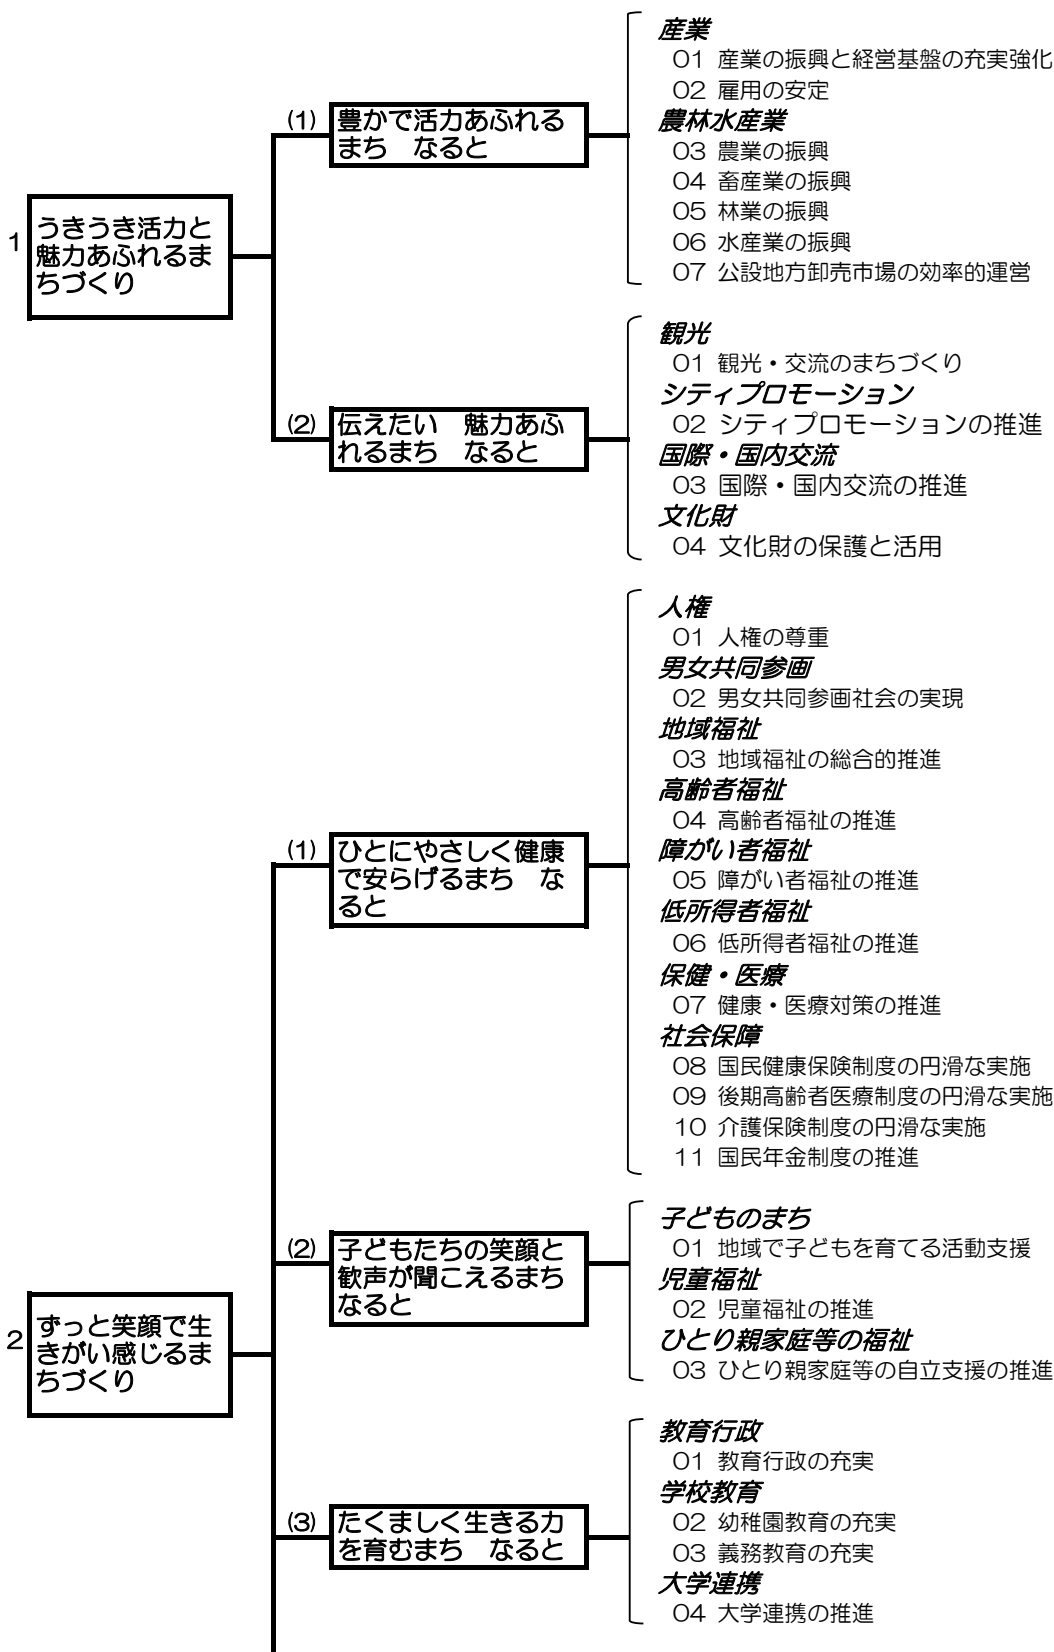 1
うきうき活力と
魅力あふれるま
ちづくり
(1)
豊かで活力あふれる
まち　なると
産業
01 産業の振興と経営基盤の充実強化
02 雇用の安定
農林水産業
03 農業の振興
04 畜産業の振興
05 林業の振興
06 水産業の振興
07 公設地方卸売市場の効率的運営
(2)
伝えたい　魅力あふ
れるまち　なると
観光
01 観光・交流のまちづくり
シティプロモーション
02 シティプロモーションの推進
国際・国内交流
03 国際・国内交流の推進
文化財
04 文化財の保護と活用
2
ずっと笑顔で生
きがい感じるま
ちづくり
(1)
ひとにやさしく健康
で安らげるまち　な
ると
人権
01 人権の尊重
男女共同参画
02 男女共同参画社会の実現
地域福祉
03 地域福祉の総合的推進
高齢者福祉
04 高齢者福祉の推進
障がい者福祉
05 障がい者福祉の推進
低所得者福祉
06 低所得者福祉の推進
保健・医療
07 健康・医療対策の推進
社会保障
08 国民健康保険制度の円滑な実施
09 後期高齢者医療制度の円滑な実施
10 介護保険制度の円滑な実施
11 国民年金制度の推進
(2)
子どもたちの笑顔と
歓声が聞こえるまち
なると
子どものまち
01 地域で子どもを育てる活動支援
児童福祉
02 児童福祉の推進
ひとり親家庭等の福祉
03 ひとり親家庭等の自立支援の推進
(3)
たくましく生きる力
を育むまち　なると
教育行政
01 教育行政の充実
学校教育
02 幼稚園教育の充実
03 義務教育の充実
大学連携
04 大学連携の推進